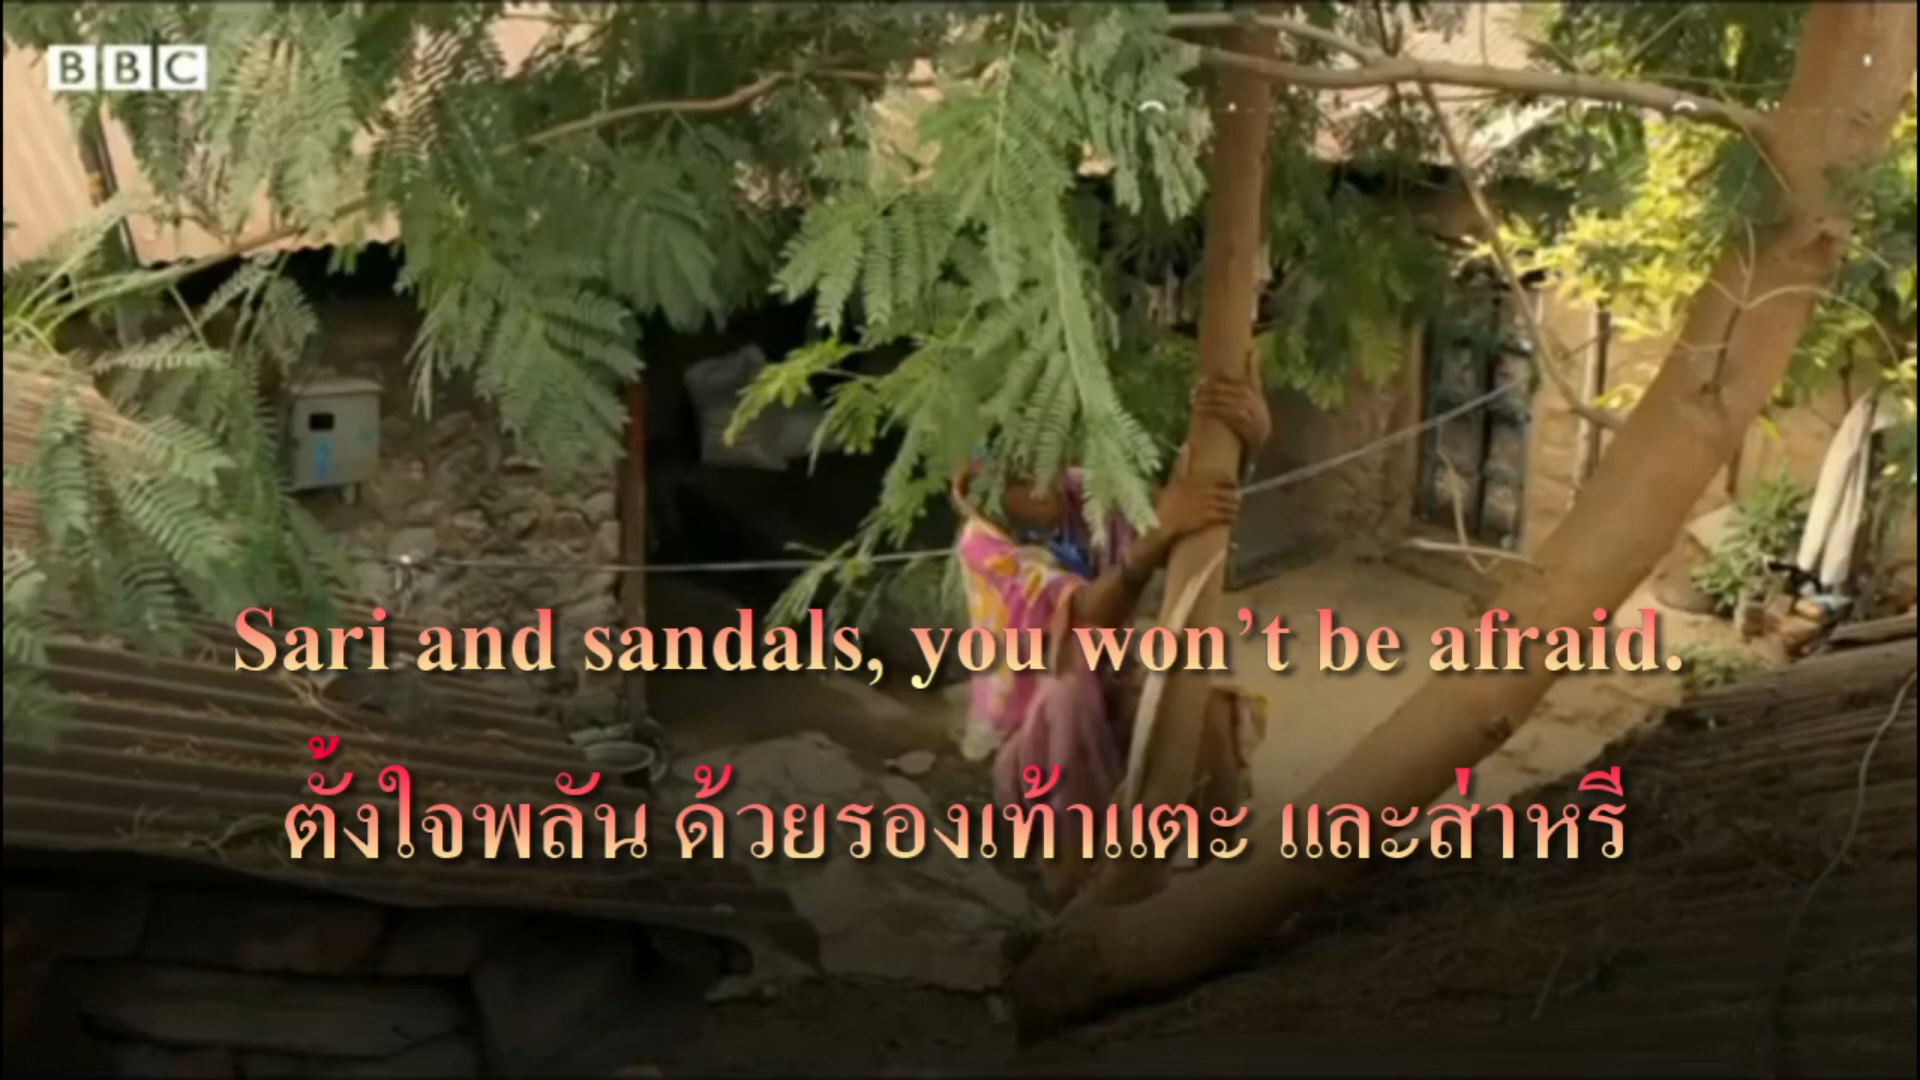 BBC
Sari and sandals, you won’t be afraid.
ตั้งใจพลัน ด้วยรองเท้าแตะ และส่าหรี